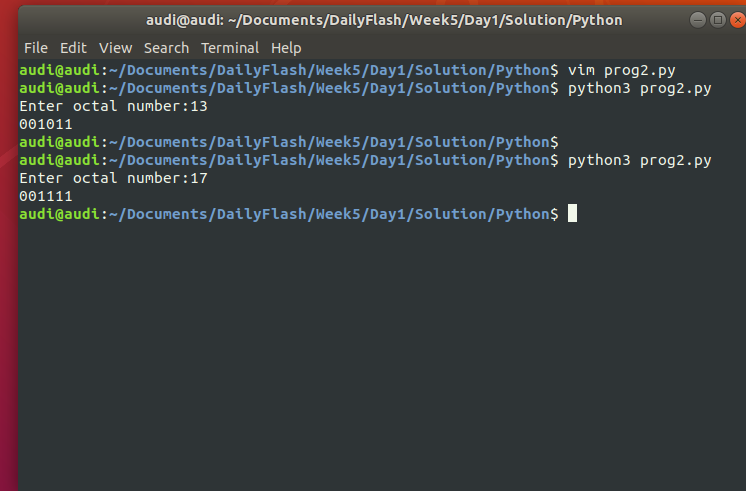 audi@audi: ~/Documents/DailyFlash/Week5/Day1/Solution/Python
File Edit View Search Terminal Help
audi@audi:~/Documents/DailyFlash/Week5/Day1/Solution/Python$ vim prog2.py
audi@audi:~/Documents/DailyFlash/Week5/Day1/Solution/Python$ python3 prog2.py
Enter octal number:13
001011
audi@audi:~/Documents/DailyFlash/Week5/Day1/Solution/Python$
audi@audi:~/Documents/DailyFlash/Week5/Day1/Solution/Python$ python3 prog2.py
Enter octal number:17
001111
audi@audi:~/Documents/DailyFlash/Week5/Day1/Solution/Python$